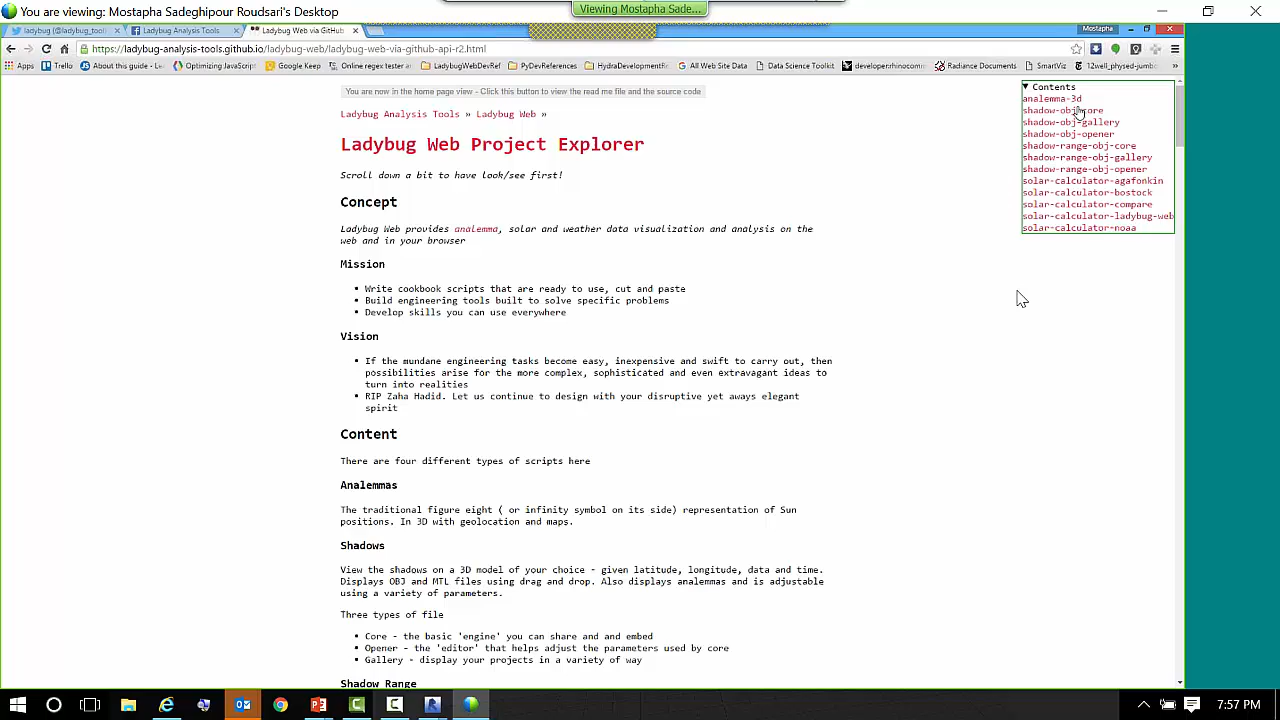 You are viewing: Mostapha Sadeghipour Roudsari's Desktop
Viewing Mostapha Sade...
ladybug (@ladybug_tool
Ladybug Analysis Tools
Ladybug Web via GitHub
Mostapha
https://ladybug-analysis-tools.github.io/ladybug-web/ladybug-web-via-github-api-r2.html
Apps
Trello
About this guide - Le
Optimizing JavaScript
Google Keep
Online regex tester an
LadybugWebDevRef
PyDevReferences
HydraDevelopmentRe
All Web Site Data
Data Science Toolkit
developer.rhinocomm
Radiance Documents
SmartViz
12well_physed-jumbo
You are now in the home page view - Click this button to view the read me file and the source code
Ladybug Analysis Tools » Ladybug Web »
Ladybug Web Project Explorer
Scroll down a bit to have look/see first!
Concept
Ladybug Web provides analemma, solar and weather data visualization and analysis on the
web and in your browser
Mission
Write cookbook scripts that are ready to use, cut and paste
Build engineering tools built to solve specific problems
Develop skills you can use everywhere
Vision
If the mundane engineering tasks become easy, inexpensive and swift to carry out, then
possibilities arise for the more complex, sophisticated and even extravagant ideas to
turn into realities
RIP Zaha Hadid. Let us continue to design with your disruptive yet aways elegant
spirit
Content
There are four different types of scripts here
Analemmas
The traditional figure eight ( or infinity symbol on its side) representation of Sun
positions. In 3D with geolocation and maps.
Shadows
View the shadows on a 3D model of your choice - given latitude, longitude, data and time.
Displays OBJ and MTL files using drag and drop. Also displays analemmas and is adjustable
using a variety of parameters.
Three types of file
Core - the basic 'engine' you can share and and embed
Opener - the 'editor' that helps adjust the parameters used by core
Gallery - display your projects in a variety of way
Shadow Range
Contents
analemma-3d
shadow-obj-core
shadow-obj-gallery
shadow-obj-opener
shadow-range-obj-core
shadow-range-obj-gallery
shadow-range-obj-opener
solar-calculator-agafonkin
solar-calculator-bostock
solar-calculator-compare
solar-calculator-ladybug-web
solar-calculator-noaa
7:57 PM